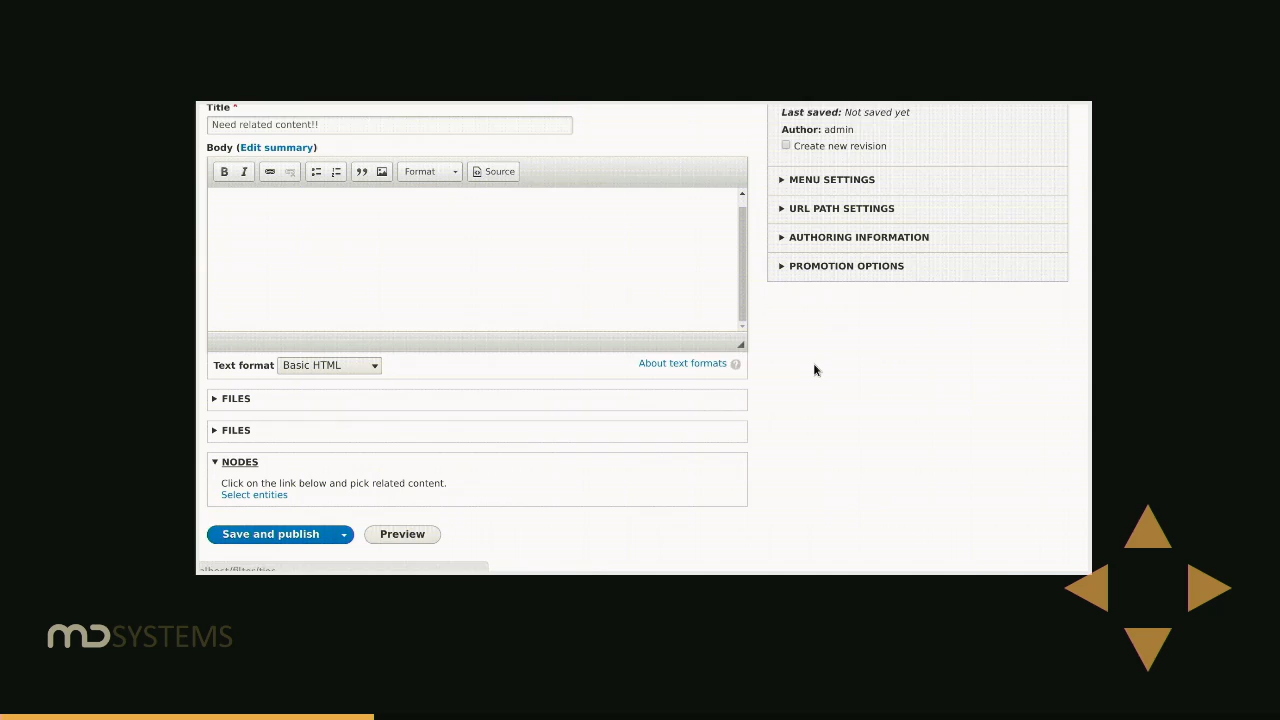 Title *
Need related content!!
Body (Edit summary)
B I Format Source
Text format Basic HTML
About text formats ?
FILES
FILES
NODES
Click on the link below and pick related content.
Select entities
Save and publish Preview
Last saved: Not saved yet
Author: admin
Create new revision
MENU SETTINGS
URL PATH SETTINGS
AUTHORING INFORMATION
PROMOTION OPTIONS
MD SYSTEMS